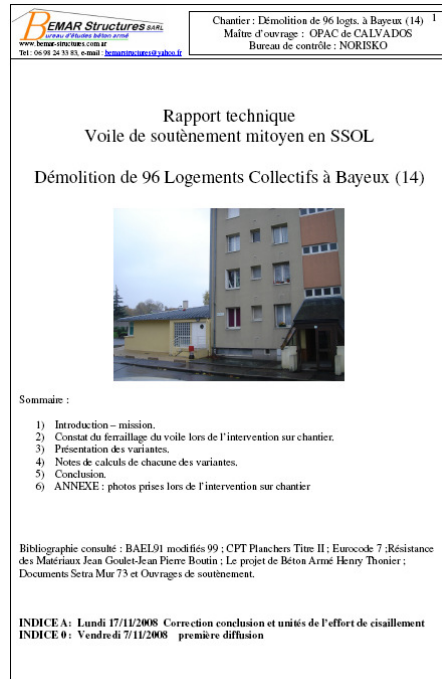 BEMAR Structures SARL
Bureau d'études béton armé
www.bemar-structures.com.ar
Tel : 06 98 24 33 83, e-mail : bemarstructures@yahoo.fr
Chantier : Démolition de 96 logts. à Bayeux (14) 1
Maître d'ouvrage : OPAC de CALVADOS
Bureau de contrôle : NORISKO
Rapport technique
Voile de soutènement mitoyen en SSOL
Démolition de 96 Logements Collectifs à Bayeux (14)
Sommaire :
1) Introduction – mission.
2) Constat du ferraillage du voile lors de l'intervention sur chantier.
3) Présentation des variantes.
4) Notes de calculs de chacune des variantes.
5) Conclusion.
6) ANNEXE : photos prises lors de l'intervention sur chantier
Bibliographie consulté : BAEL91 modifiés 99 ; CPT Planchers Titre II ; Eurocode 7 ;Résistance
des Matériaux Jean Goulet-Jean Pierre Boutin ; Le projet de Béton Armé Henry Thonier ;
Documents Setra Mur 73 et Ouvrages de soutènement.
INDICE A: Lundi 17/11/2008 Correction conclusion et unités de l'effort de cisaillement
INDICE 0 : Vendredi 7/11/2008 première diffusion